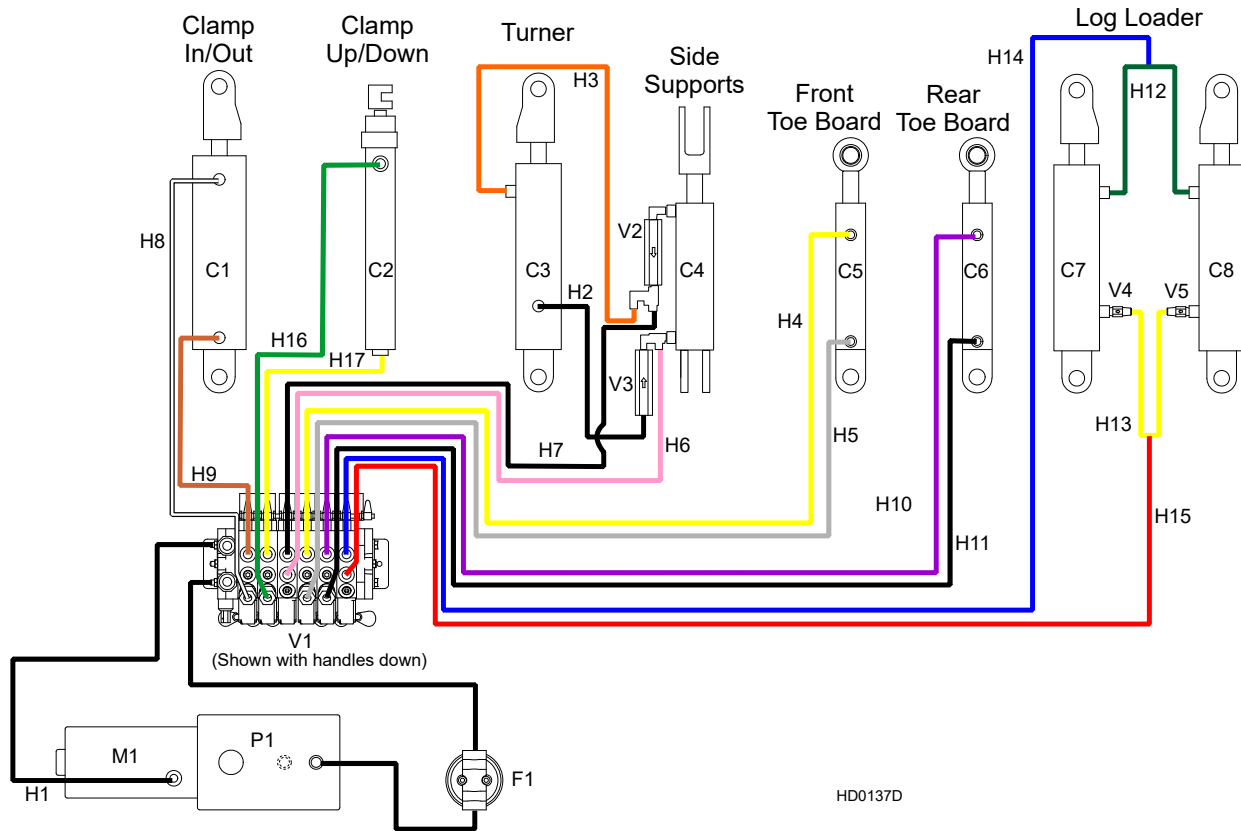 Clamp
In/Out
Clamp
Up/Down
Turner
Side
Supports
Front
Toe Board
Rear
Toe Board
Log Loader
H14
H3
H12
H8
V2
C1
C2
C3
C4
C5
C6
C7
C8
V4
V5
H2
H4
H16
H17
V3
H13
H7
H6
H5
H9
H10
H15
H11
V1
(Shown with handles down)
M1
P1
F1
H1
HD0137D